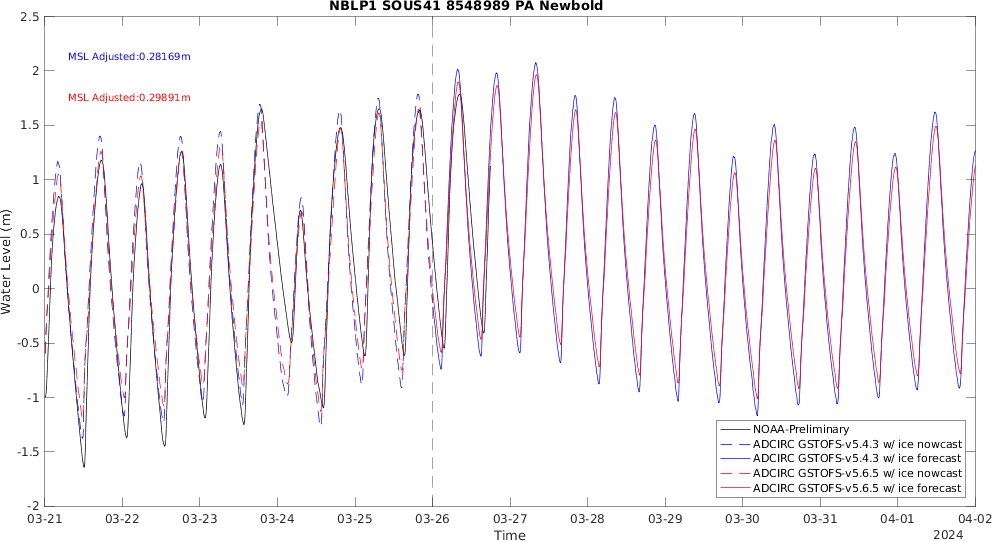 NBLP1 SOUS41 8548989 PA Newbold
MSL Adjusted:0.28169m
MSL Adjusted:0.29891m
Water Level (m)
2.5
2
1.5
1
0.5
0
-0.5
-1
-1.5
-2
NOAA-Preliminary
ADCIRC GSTOFS-v5.4.3 w/ ice nowcast
ADCIRC GSTOFS-v5.4.3 w/ ice forecast
ADCIRC GSTOFS-v5.6.5 w/ ice nowcast
ADCIRC GSTOFS-v5.6.5 w/ ice forecast
03-21 03-22 03-23 03-24 03-25 03-26 03-27 03-28 03-29 03-30 03-31 04-01 04-02
Time
2024